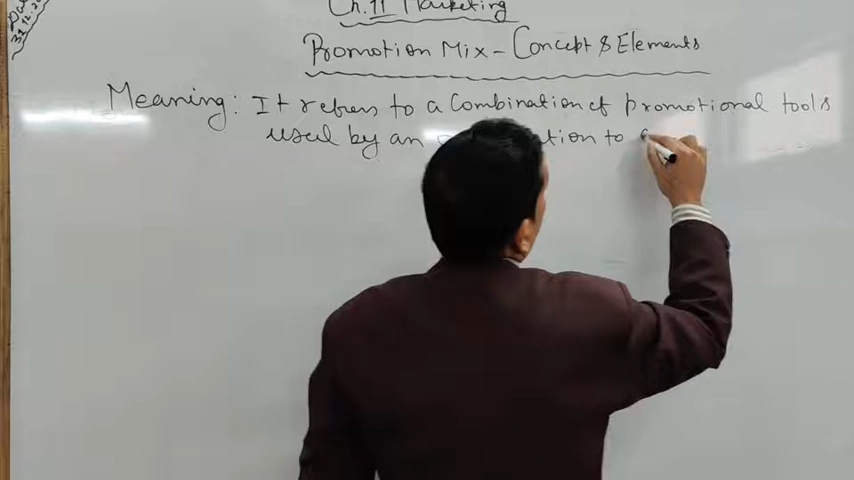 Ch.11 Marketing
Promotion Mix - Concept & Elements
Meaning: It refers to a Combination of promotional tools
used by an to